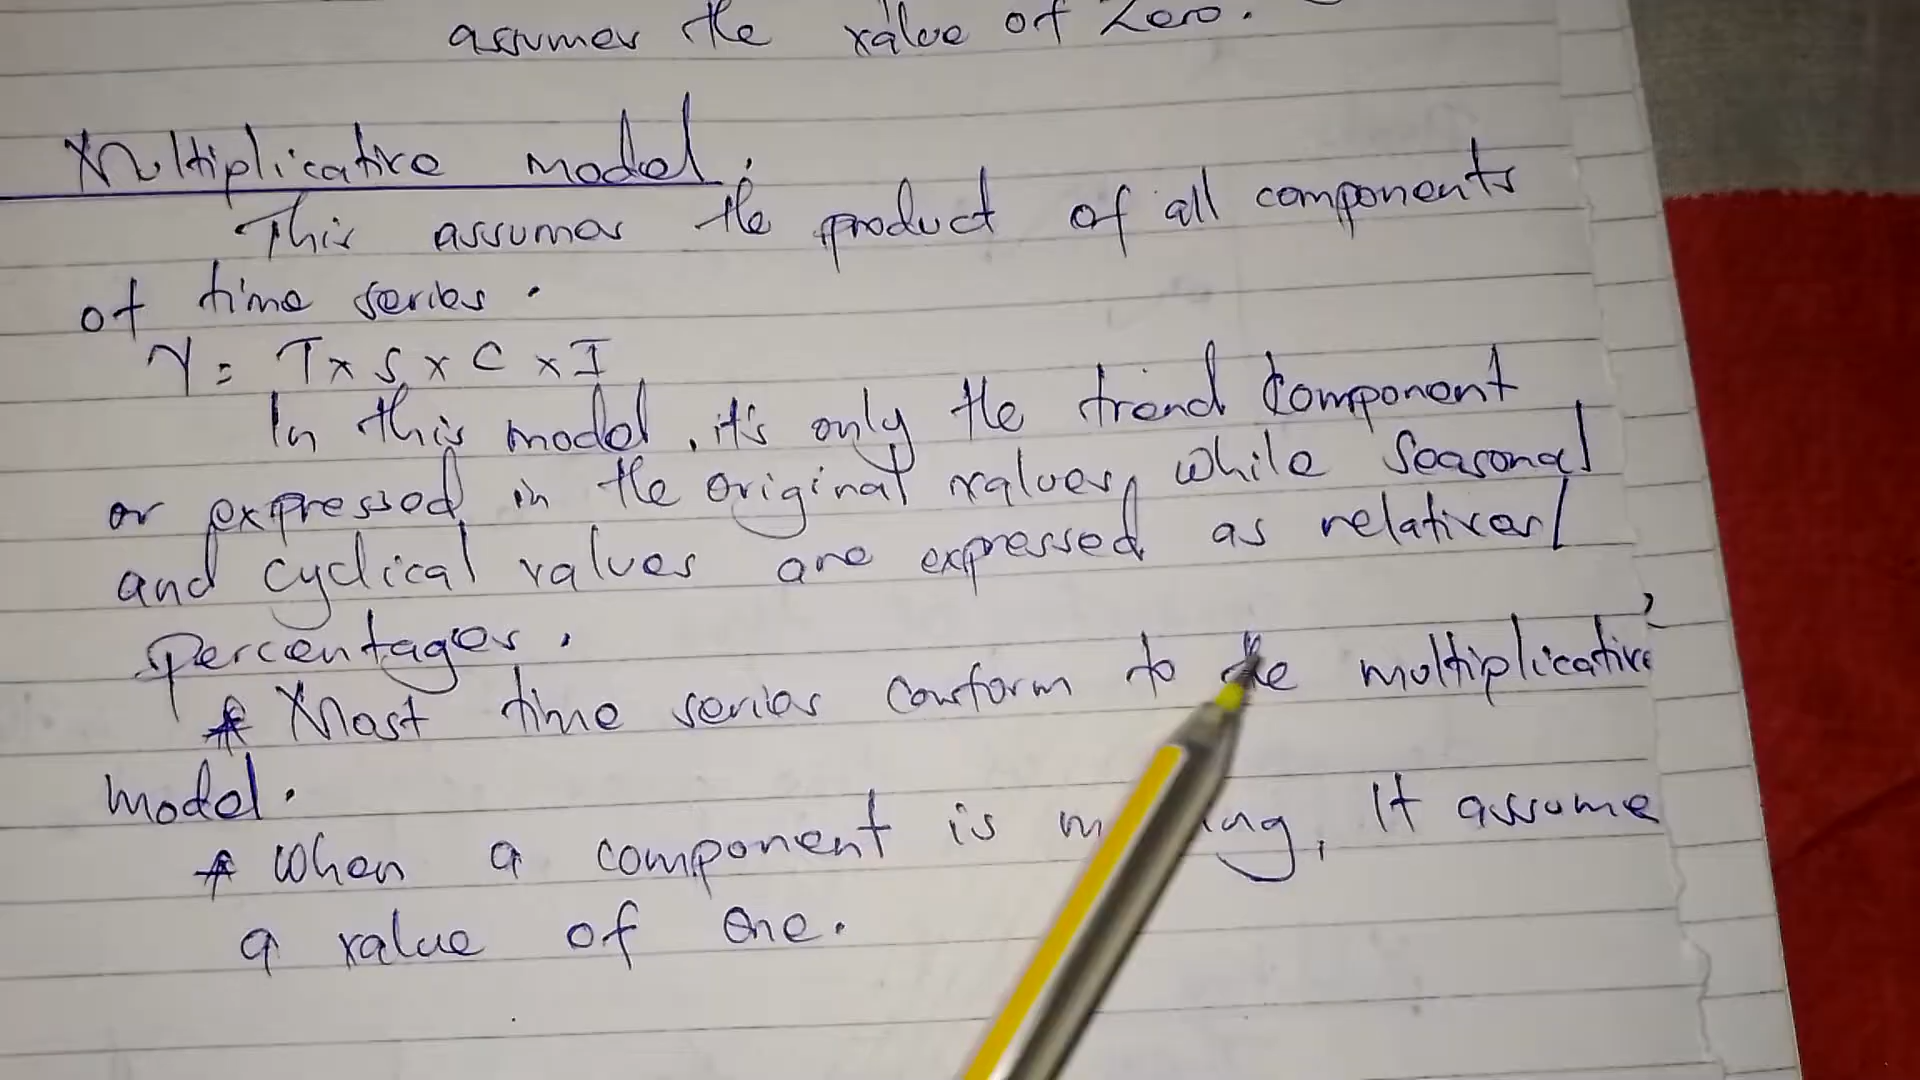 assumes the value of zero.
Multiplicative model.
This assumes the product of all components
of time series.
Y = T x S x C x I
In this model, it's only the trend component
or expressed in the original values, while seasonal
and cyclical values are expressed as relatives/
percentages.
* Most time series conform to the multiplicative
model.
* When a component is, It assume
a value of one.